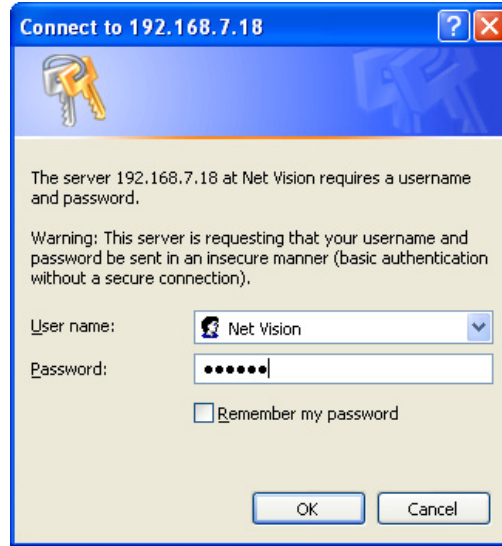 Connect to 192.168.7.18
The server 192.168.7.18 at Net Vision requires a username
and password.
Warning: This server is requesting that your username and
password be sent in an insecure manner (basic authentication
without a secure connection).
User name: Net Vision
Password: ●●●●●●
Remember my password
OK Cancel